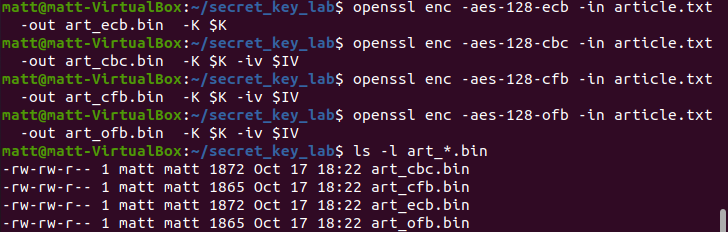 matt@matt-VirtualBox:~/secret_key_lab$ openssl enc -aes-128-ecb -in article.txt
-out art_ecb.bin -K $K
matt@matt-VirtualBox:~/secret_key_lab$ openssl enc -aes-128-cbc -in article.txt
-out art_cbc.bin -K $K -iv $IV
matt@matt-VirtualBox:~/secret_key_lab$ openssl enc -aes-128-cfb -in article.txt
-out art_cfb.bin -K $K -iv $IV
matt@matt-VirtualBox:~/secret_key_lab$ openssl enc -aes-128-ofb -in article.txt
-out art_ofb.bin -K $K -iv $IV
matt@matt-VirtualBox:~/secret_key_lab$ ls -l art_*.bin
-rw-rw-r-- 1 matt matt 1872 Oct 17 18:22 art_cbc.bin
-rw-rw-r-- 1 matt matt 1865 Oct 17 18:22 art_cfb.bin
-rw-rw-r-- 1 matt matt 1872 Oct 17 18:22 art_ecb.bin
-rw-rw-r-- 1 matt matt 1865 Oct 17 18:22 art_ofb.bin